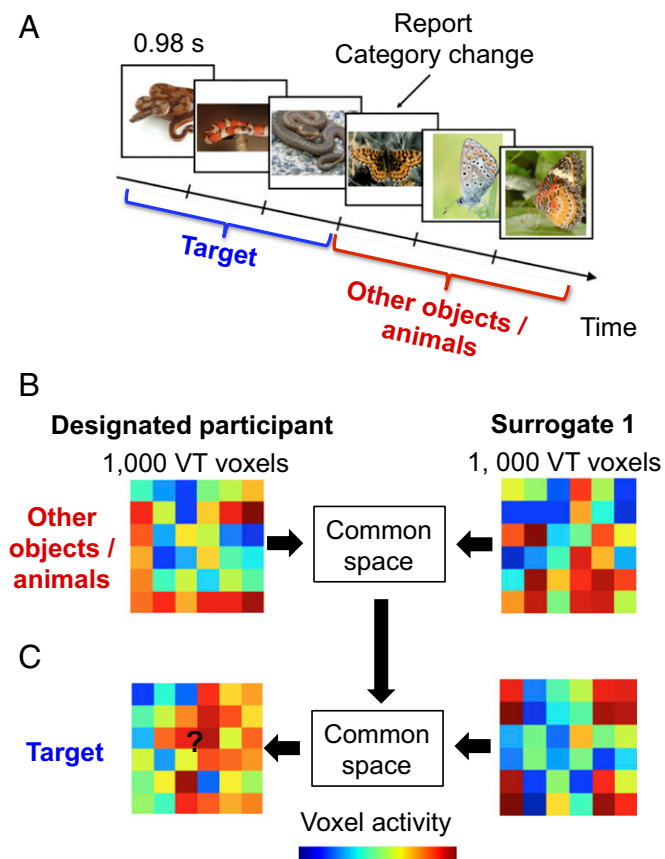 A
0.98 s
Report
Category change
Target
Other objects /
animals
Time
B
Designated participant
1,000 VT voxels
Surrogate 1
1, 000 VT voxels
Other
objects /
animals
Common
space
C
Target
?
Common
space
Voxel activity